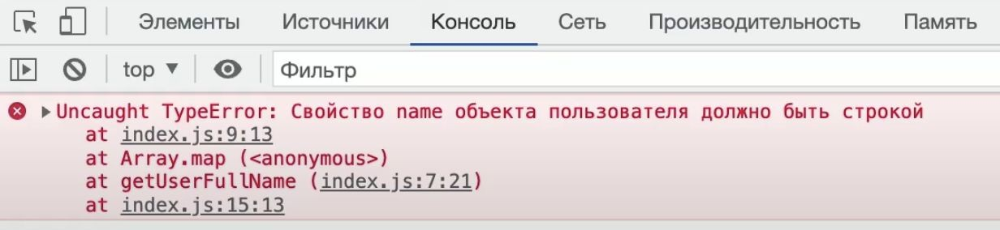 Элементы Источники Консоль Сеть Производительность Память
top Фильтр
Uncaught TypeError: Свойство name объекта пользователя должно быть строкой
at index.js:9:13
at Array.map (<anonymous>)
at getUserFullName (index.js:7:21)
at index.js:15:13